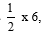 . 1/2 x 6,